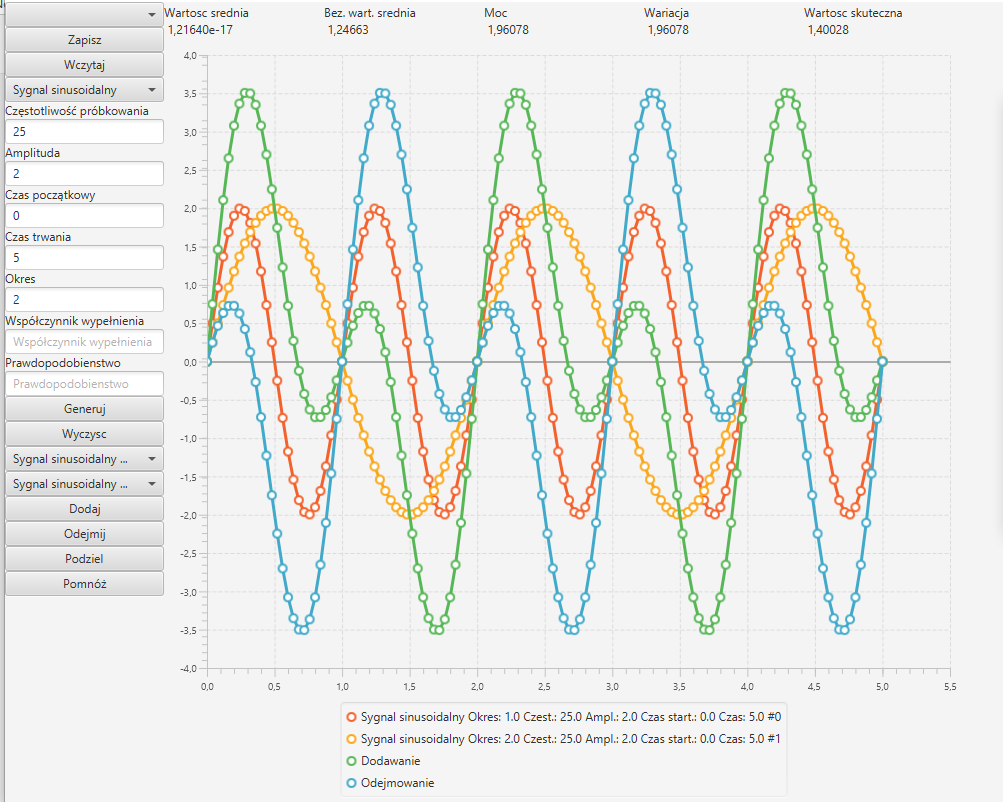 Wartosc srednia
1,21640e-17
Bez. wart. srednia
1,24663
Moc
1,96078
Wariacja
1,96078
Wartosc skuteczna
1,40028
Zapisz
Wczytaj
Sygnal sinusoidalny
Częstotliwość próbkowania
25
Amplituda
2
Czas początkowy
0
Czas trwania
5
Okres
2
Współczynnik wypełnienia
Współczynnik wypełnienia
Prawdopodobienstwo
Prawdopodobienstwo
Generuj
Wyczysc
Sygnal sinusoidalny ...
Sygnal sinusoidalny ...
Dodaj
Odejmij
Podziel
Pomnóż
4,0
3,5
3,0
2,5
2,0
1,5
1,0
0,5
0,0
-0,5
-1,0
-1,5
-2,0
-2,5
-3,0
-3,5
-4,0
0,0 0,5 1,0 1,5 2,0 2,5 3,0 3,5 4,0 4,5 5,0 5,5
Sygnal sinusoidalny Okres: 1.0 Czest.: 25.0 Ampl.: 2.0 Czas start.: 0.0 Czas: 5.0 #0
Sygnal sinusoidalny Okres: 2.0 Czest.: 25.0 Ampl.: 2.0 Czas start.: 0.0 Czas: 5.0 #1
Dodawanie
Odejmowanie